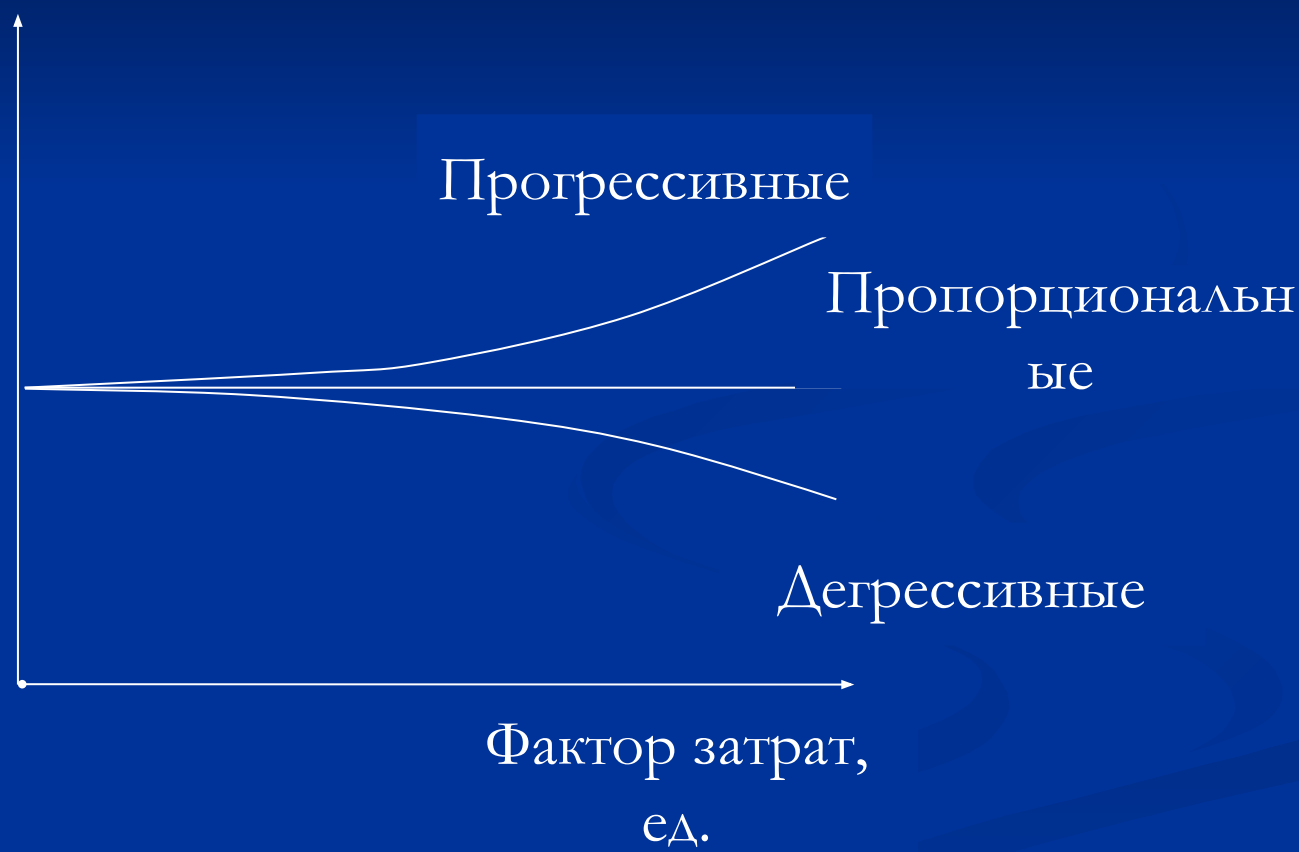 Прогрессивные
Пропорциональн
ые
Дегрессивные
Фактор затрат,
ед.